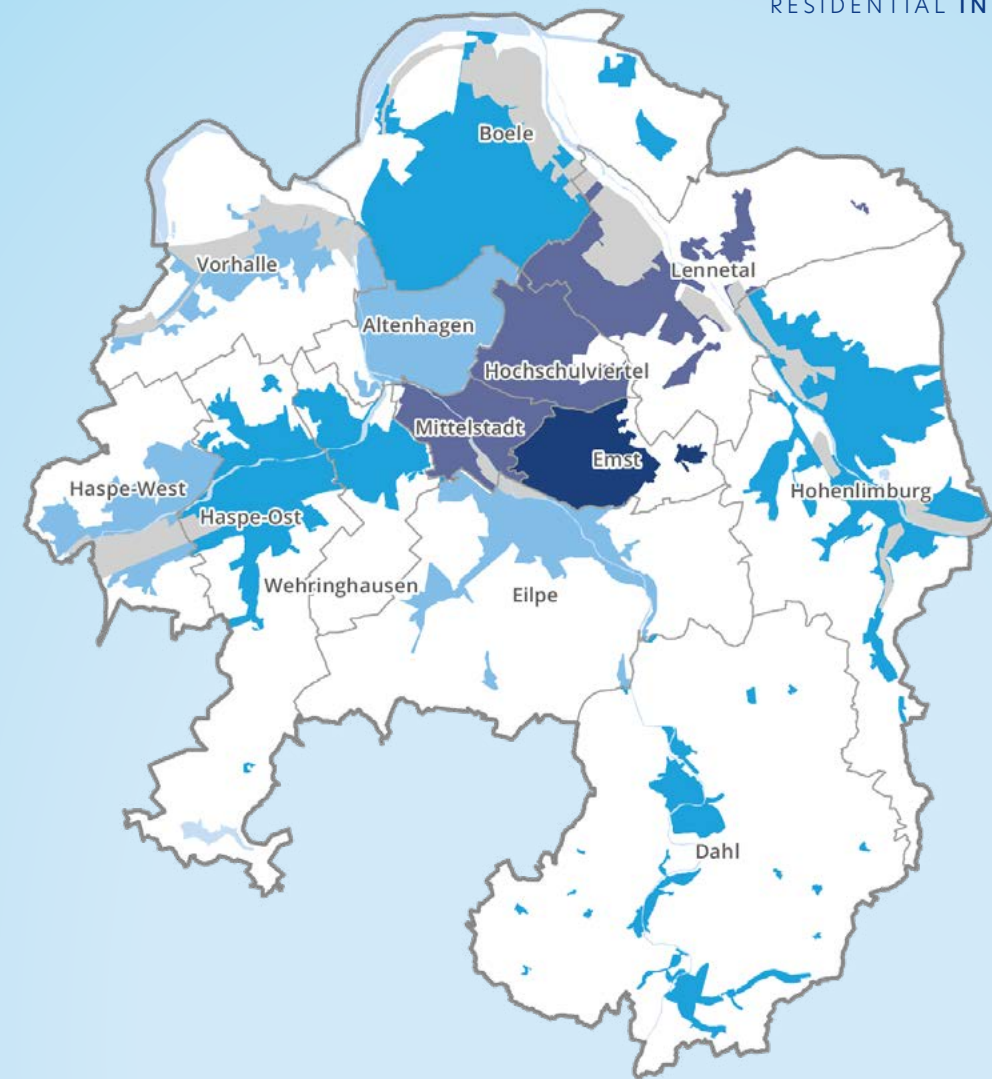 RESIDENTIAL IN
Boele
Vorhalle
Lennetal
Altenhagen
Hochschulviertel
Mittelstadt
Emst
Haspe-West
Hohenlimburg
Haspe-Ost
Wehringhausen
Eilpe
Dahl